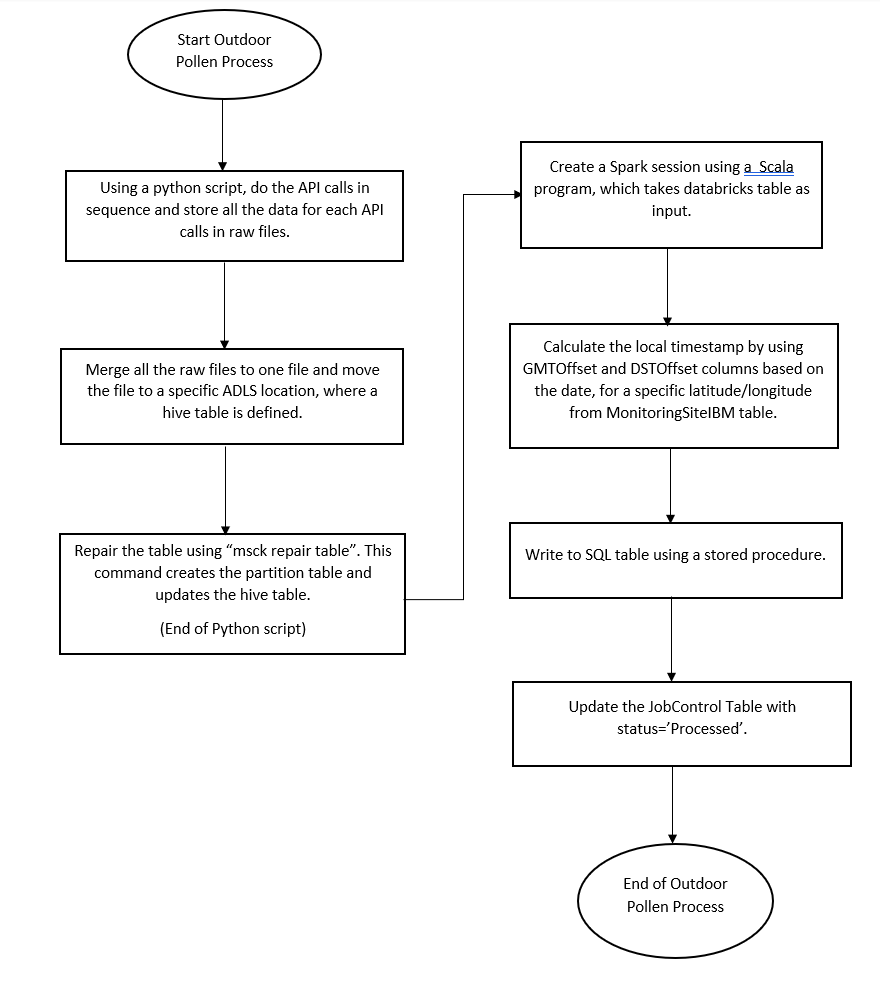 Start Outdoor
Pollen Process
Using a python script, do the API calls in
sequence and store all the data for each API
calls in raw files.
Merge all the raw files to one file and move
the file to a specific ADLS location, where a
hive table is defined.
Repair the table using “msck repair table”. This
command creates the partition table and
updates the hive table.
(End of Python script)
Create a Spark session using a  Scala
program, which takes databricks table as
input.
Calculate the local timestamp by using
GMTOffset and DSTOffset columns based on
the date, for a specific latitude/longitude
from MonitoringSiteIBM table.
Write to SQL table using a stored procedure.
Update the JobControl Table with
status=’Processed’.
End of Outdoor
Pollen Process